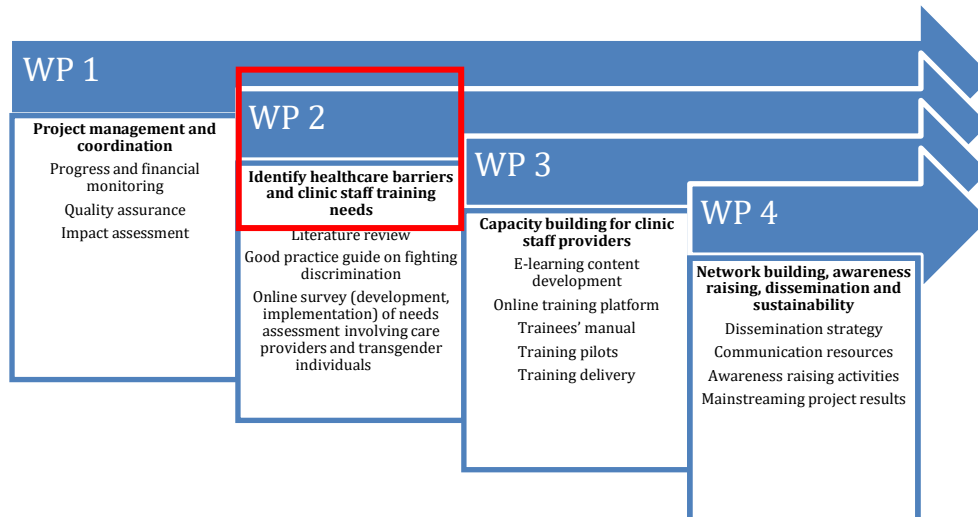 WP 1
Project management and
coordination
Progress and financial
monitoring
Quality assurance
Impact assessment
WP 2
Identify healthcare barriers
and clinic staff training
needs
Literature review
Good practice guide on fighting
discrimination
Online survey (development,
implementation) of needs
assessment involving care
providers and transgender
individuals
WP 3
Capacity building for clinic
staff providers
E-learning content
development
Online training platform
Trainees’ manual
Training pilots
Training delivery
WP 4
Network building, awareness
raising, dissemination and
sustainability
Dissemination strategy
Communication resources
Awareness raising activities
Mainstreaming project results